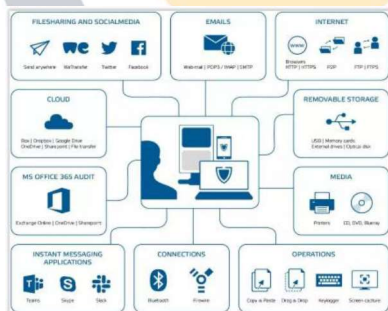 FILESHARING AND SOCIALMEDIA
Send anywhere WeTransfer Twitter Facebook
EMAILS
Webmail | POP3 / IMAP | SMTP
INTERNET
www
Browsers
HTTP | HTTPS P2P FTP | FTPS
CLOUD
Box | Dropbox | Google Drive
OneDrive | Sharepoint | File transfer
REMOVABLE STORAGE
USB | Memory cards
External drives | Optical disc
MS OFFICE 365 AUDIT
Exchange Online | OneDrive | Sharepoint
MEDIA
Printers CD, DVD, Blueray
INSTANT MESSAGING
APPLICATIONS
Teams Skype Slack
CONNECTIONS
Bluetooth Firewire
OPERATIONS
Copy & Paste Drag & Drop Keylogger Screen capture